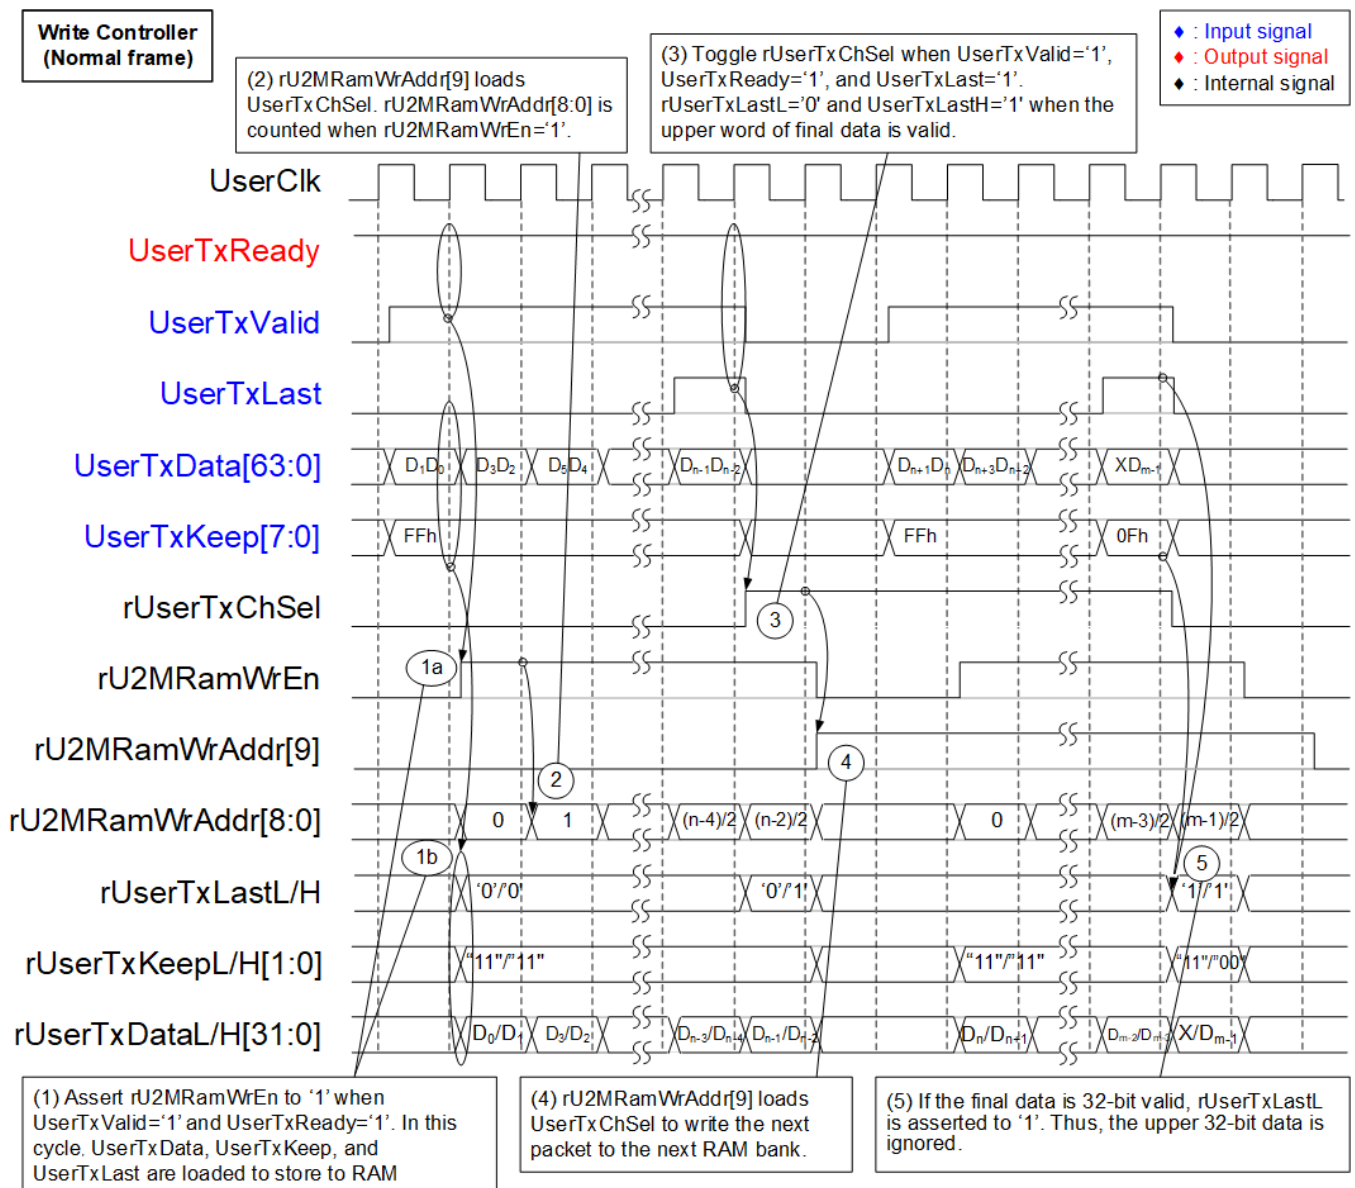 Write Controller
(Normal frame)
(2) rU2MRamWrAddr[9] loads
UserTxChSel. rU2MRamWrAddr[8:0] is
counted when rU2MRamWrEn=‘1’.
(3) Toggle rUserTxChSel when UserTxValid=‘1’,
UserTxReady=‘1’, and UserTxLast=‘1’.
rUserTxLastL='0' and UserTxLastH='1' when the
upper word of final data is valid.
♦ : Input signal
♦ : Output signal
♦ : Internal signal
UserClk
UserTxReady
UserTxValid
UserTxLast
UserTxData[63:0] D1D0 D3D2 D5D4 Dn-1Dn-2 Dn+1Dn Dn+3Dn+2 XDm-1
UserTxKeep[7:0] FFh FFh 0Fh
rUserTxChSel 3
rU2MRamWrEn 1a
rU2MRamWrAddr[9] 2 4
rU2MRamWrAddr[8:0] 0 1 (n-4)/2 (n-2)/2 0 (m-3)/2 (m-1)/2
1b 5
rUserTxLastL/H '0'/'0' '0'/'1' '1'/'1'
rUserTxKeepL/H[1:0] "11"/"11" "11"/"11" "11"/"00"
rUserTxDataL/H[31:0] D0/D1 D3/D2 Dn-3/Dn-4 Dn-1/Dn-2 Dn/Dn+1 Dm-2/Dm-3 X/Dm-1
(1) Assert rU2MRamWrEn to ‘1’ when
UserTxValid=‘1’ and UserTxReady=‘1’. In this
cycle, UserTxData, UserTxKeep, and
UserTxLast are loaded to store to RAM
(4) rU2MRamWrAddr[9] loads
UserTxChSel to write the next
packet to the next RAM bank.
(5) If the final data is 32-bit valid, rUserTxLastL
is asserted to ‘1’. Thus, the upper 32-bit data is
ignored.